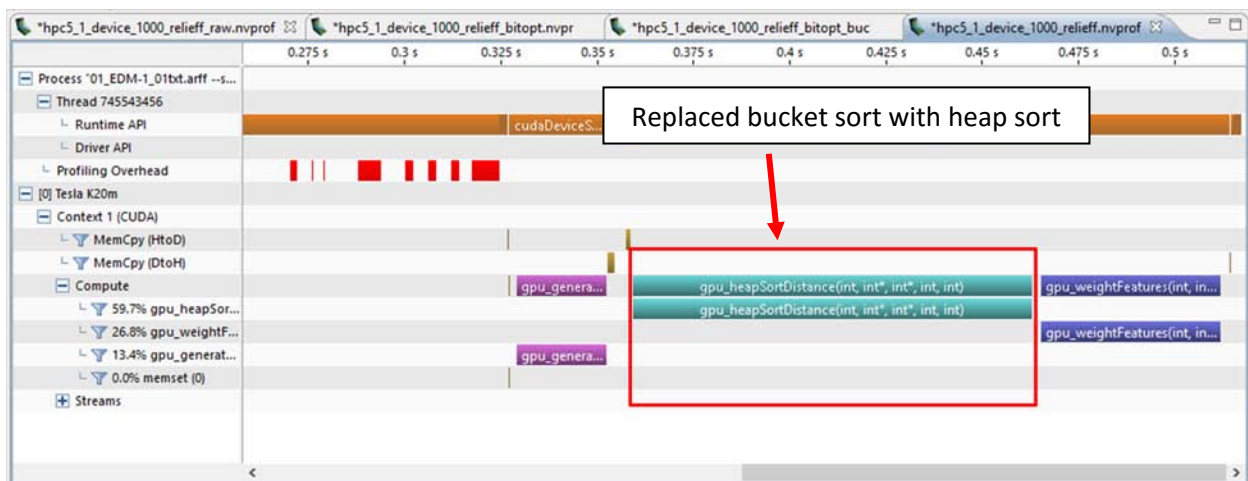 *hpc5_1_device_1000_relieff_raw.nvprof
*hpc5_1_device_1000_relieff_bitopt.nvpr
*hpc5_1_device_1000_relieff_bitopt_buc
*hpc5_1_device_1000_relieff.nvprof
0.275 s 0.3 s 0.325 s 0.35 s 0.375 s 0.4 s 0.425 s 0.45 s 0.475 s 0.5 s
Process "01_EDM-1_01txt.arff --s...
Thread 745543456
Runtime API
cudaDeviceS...
Replaced bucket sort with heap sort
Driver API
Profiling Overhead
[0] Tesla K20m
Context 1 (CUDA)
MemCpy (HtoD)
MemCpy (DtoH)
Compute
gpu_genera...
gpu_heapSortDistance(int, int*, int*, int, int)
gpu_weightFeatures(int, in...
59.7% gpu_heapSor...
gpu_heapSortDistance(int, int*, int*, int, int)
26.8% gpu_weightF...
gpu_weightFeatures(int, in...
13.4% gpu_generat...
gpu_genera...
0.0% memset (0)
Streams